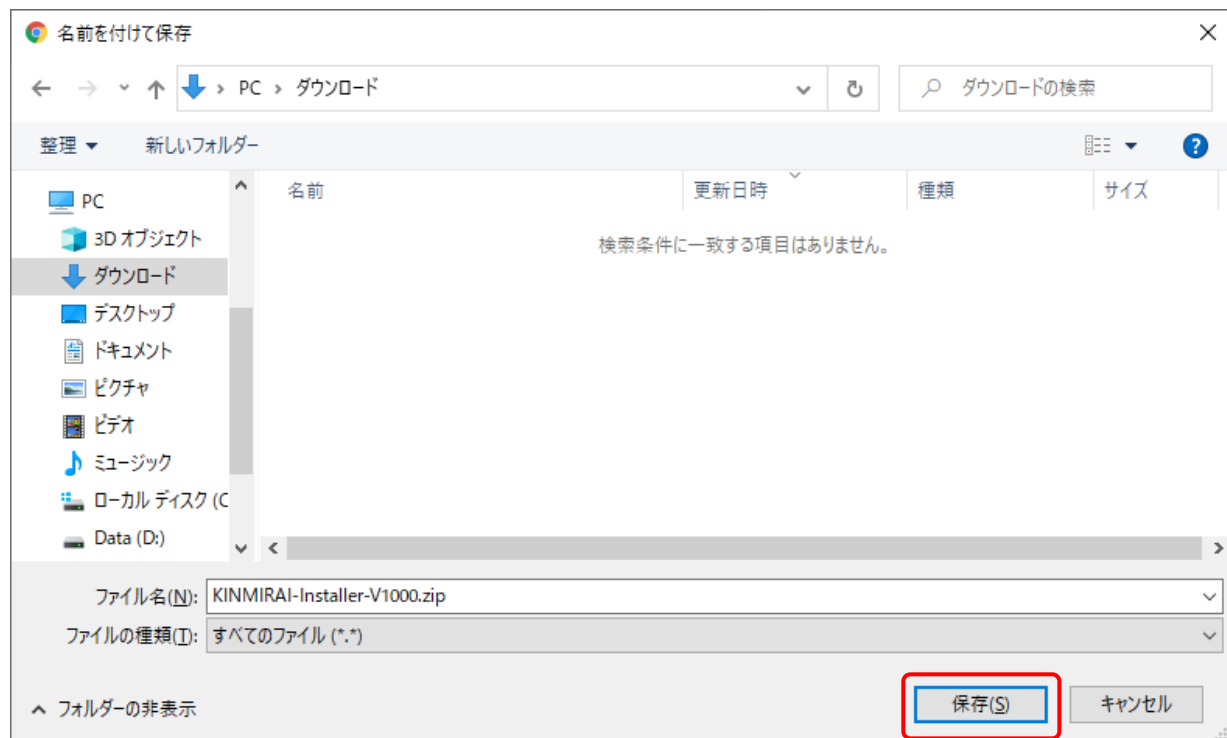 名前を付けて保存
PC › ダウンロード
ダウンロードの検索
整理 新しいフォルダー
?
名前 更新日時 種類 サイズ
検索条件に一致する項目はありません。
PC
3D オブジェクト
ダウンロード
デスクトップ
ドキュメント
ピクチャ
ビデオ
ミュージック
ローカル ディスク (C
Data (D:)
ファイル名(N): KINMIRAI-Installer-V1000.zip
ファイルの種類(T): すべてのファイル (*.*)
フォルダーの非表示 保存(S) キャンセル